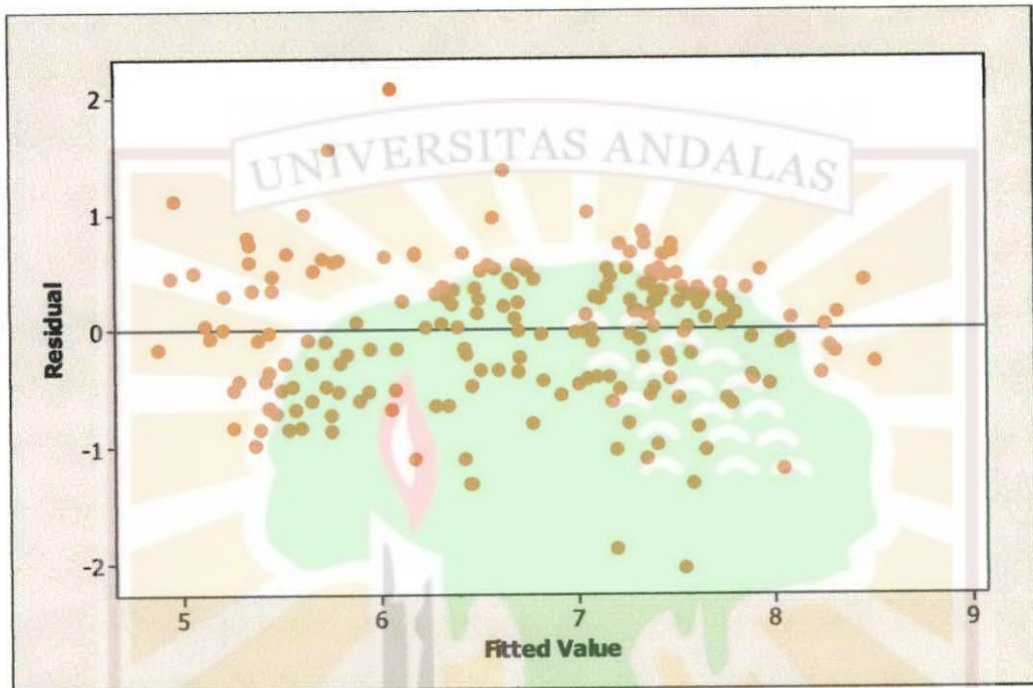 2
UNIVERSITAS ANDALAS
1
Residual
0
-1
-2
5 6 7 8 9
Fitted Value